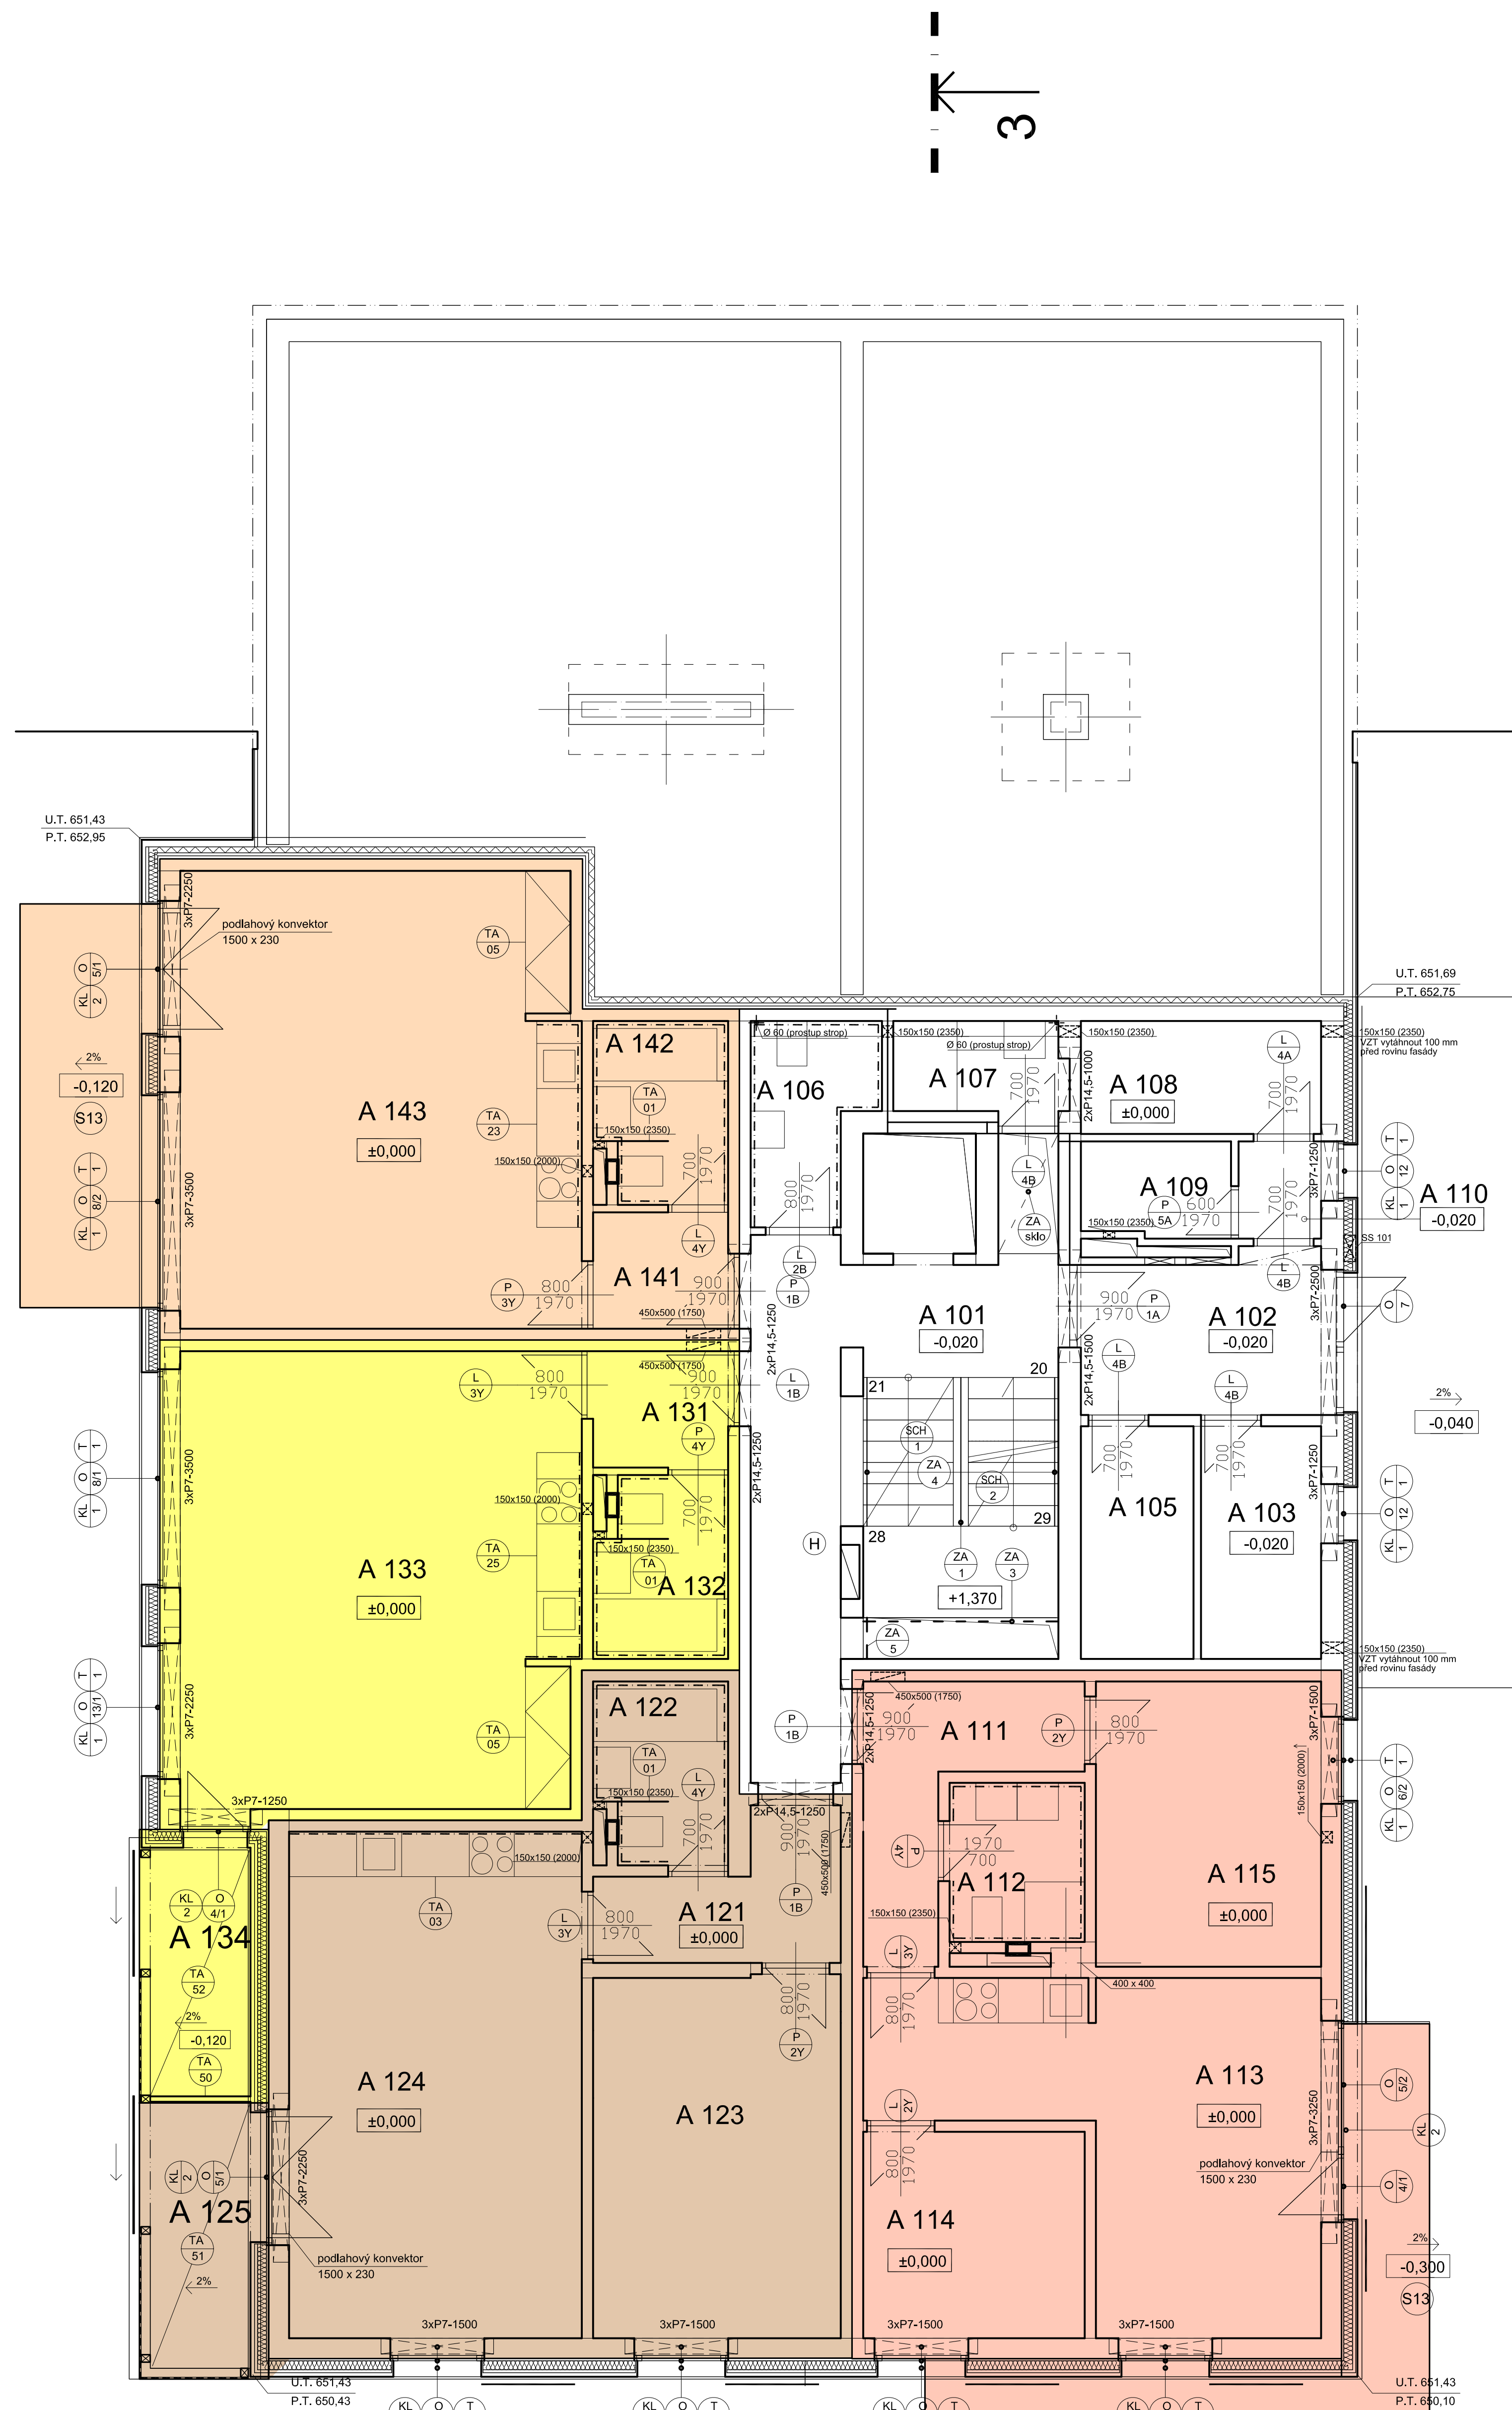 3
U.T. 651,43
P.T. 652,95
3xP7-2250
podlahový konvektor
1500 x 230
TA
05
O
5/1
KL
2
U.T. 651,69
P.T. 652,75
2%
-0,120
S13
A 143
±0,000
TA
23
A 142
TA
01
150x150 (2350)
150x150 (2000)
700
1970
3xP7-3500
T
1
O
8/2
KL
1
L
4Y
A 141
P
3Y
800
1970
900
1970
450x500 (1750)
Ø 60 (prostup strop)
150x150 (2350)
Ø 60 (prostup strop)
A 106
800
1970
L
2B
P
1B
2xP14,5-1250
A 107
700
1970
2xP14,5-1000
L
4B
ZA
sklo
150x150 (2350)
A 108
±0,000
L
4A
700
1970
150x150 (2350)
VZT vytáhnout 100 mm
před rovinu fasády
A 109
P
5A
600
1970
150x150 (2350)
700
1970
3xP7-1250
T
1
O
12
KL
1
A 110
-0,020
SS 101
L
4B
A 101
-0,020
900
1970
P
1A
A 102
-0,020
3xP7-2500
O
7
2xP14,5-1500
L
4B
L
4B
2%
-0,040
450x500 (1750)
L
3Y
800
1970
900
1970
L
1B
A 131
P
4Y
700
1970
2xP14,5-1250
20
21
SCH
1
ZA
4
SCH
2
29
28
H
ZA
1
ZA
3
+1,370
ZA
5
700
1970
A 105
700
1970
A 103
-0,020
3xP7-1250
T
1
O
12
KL
1
150x150 (2350)
VZT vytáhnout 100 mm
před rovinu fasády
3xP7-3500
T
1
O
8/1
KL
1
A 133
±0,000
150x150 (2000)
TA
25
150x150 (2350)
TA
01
A 132
T
1
O
13/1
KL
1
3xP7-2250
TA
05
3xP7-1250
A 122
TA
01
L
4Y
150x150 (2350)
700
1970
150x150 (2000)
TA
03
L
3Y
800
1970
A 121
±0,000
2xP14,5-1250
900
1970
450x500 (1750)
P
1B
800
1970
P
2Y
P
1B
2xP14,5-1250
450x500 (1750)
900
1970
A 111
P
2Y
800
1970
3xP7-1500
150x150 (2000)
T
1
O
6/2
KL
1
P
4Y
1970
700
A 112
150x150 (2350)
A 115
±0,000
L
3Y
800
1970
400 x 400
KL
2
O
4/1
A 134
TA
52
2%
-0,120
TA
50
A 124
±0,000
A 123
L
2Y
800
1970
A 113
±0,000
3xP7-3250
podlahový konvektor
1500 x 230
O
5/2
KL
2
O
4/1
KL
2
O
5/1
A 125
TA
51
2%
3xP7-2250
podlahový konvektor
1500 x 230
A 114
±0,000
2%
-0,300
S13
3xP7-1500
3xP7-1500
3xP7-1500
3xP7-1500
U.T. 651,43
P.T. 650,43
U.T. 651,43
P.T. 650,10
KL
O
T
KL
O
T
KL
O
T
KL
O
T